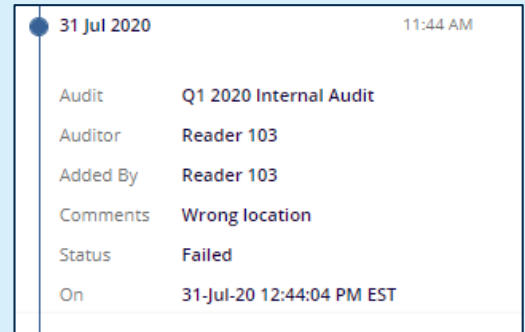 31 Jul 2020 11:44 AM
Audit Q1 2020 Internal Audit
Auditor Reader 103
Added By Reader 103
Comments Wrong location
Status Failed
On 31-Jul-20 12:44:04 PM EST